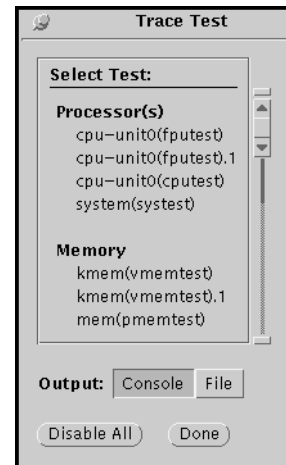 Trace Test
Select Test:
Processor(s)
cpu-unit0(fputest)
cpu-unit0(fputest).1
cpu-unit0(cputest)
system(systest)
Memory
kmem(vmemtest)
kmem(vmemtest).1
mem(pmemtest)
Output: Console File
Disable All Done